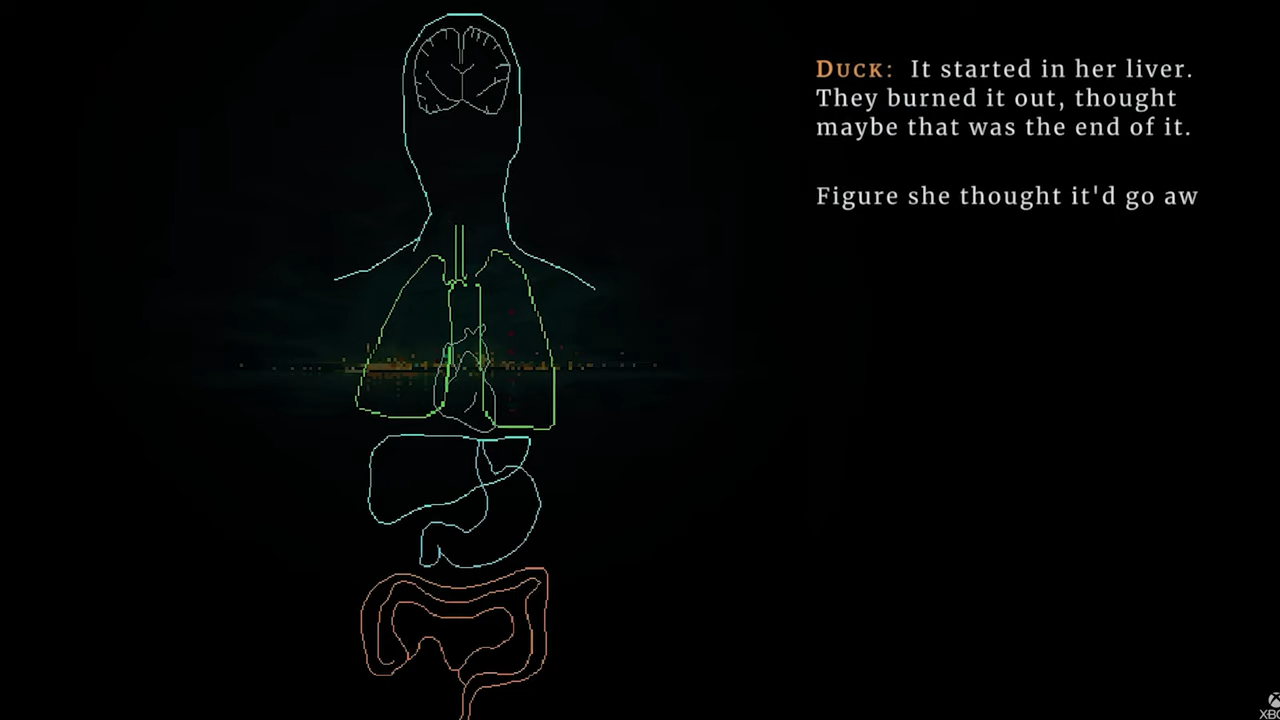 DUCK: It started in her liver.
They burned it out, thought
maybe that was the end of it.
Figure she thought it'd go aw
XBO